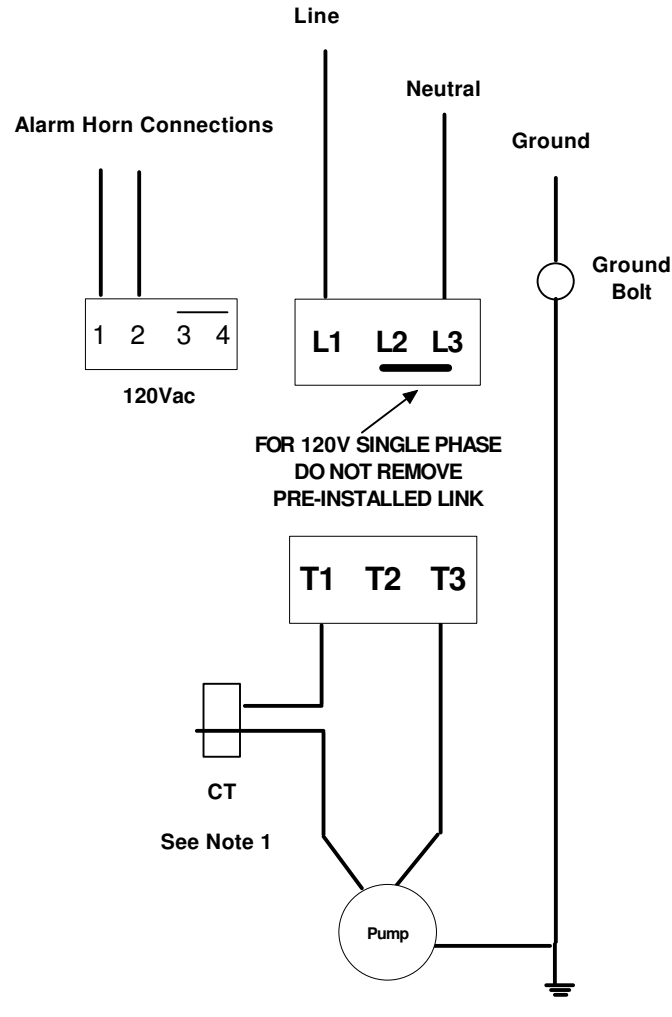 Line
Neutral
Alarm Horn Connections
Ground
Ground
Bolt
1 2 3 4
120Vac
L1 L2 L3
FOR 120V SINGLE PHASE
DO NOT REMOVE
PRE-INSTALLED LINK
T1 T2 T3
CT
See Note 1
Pump